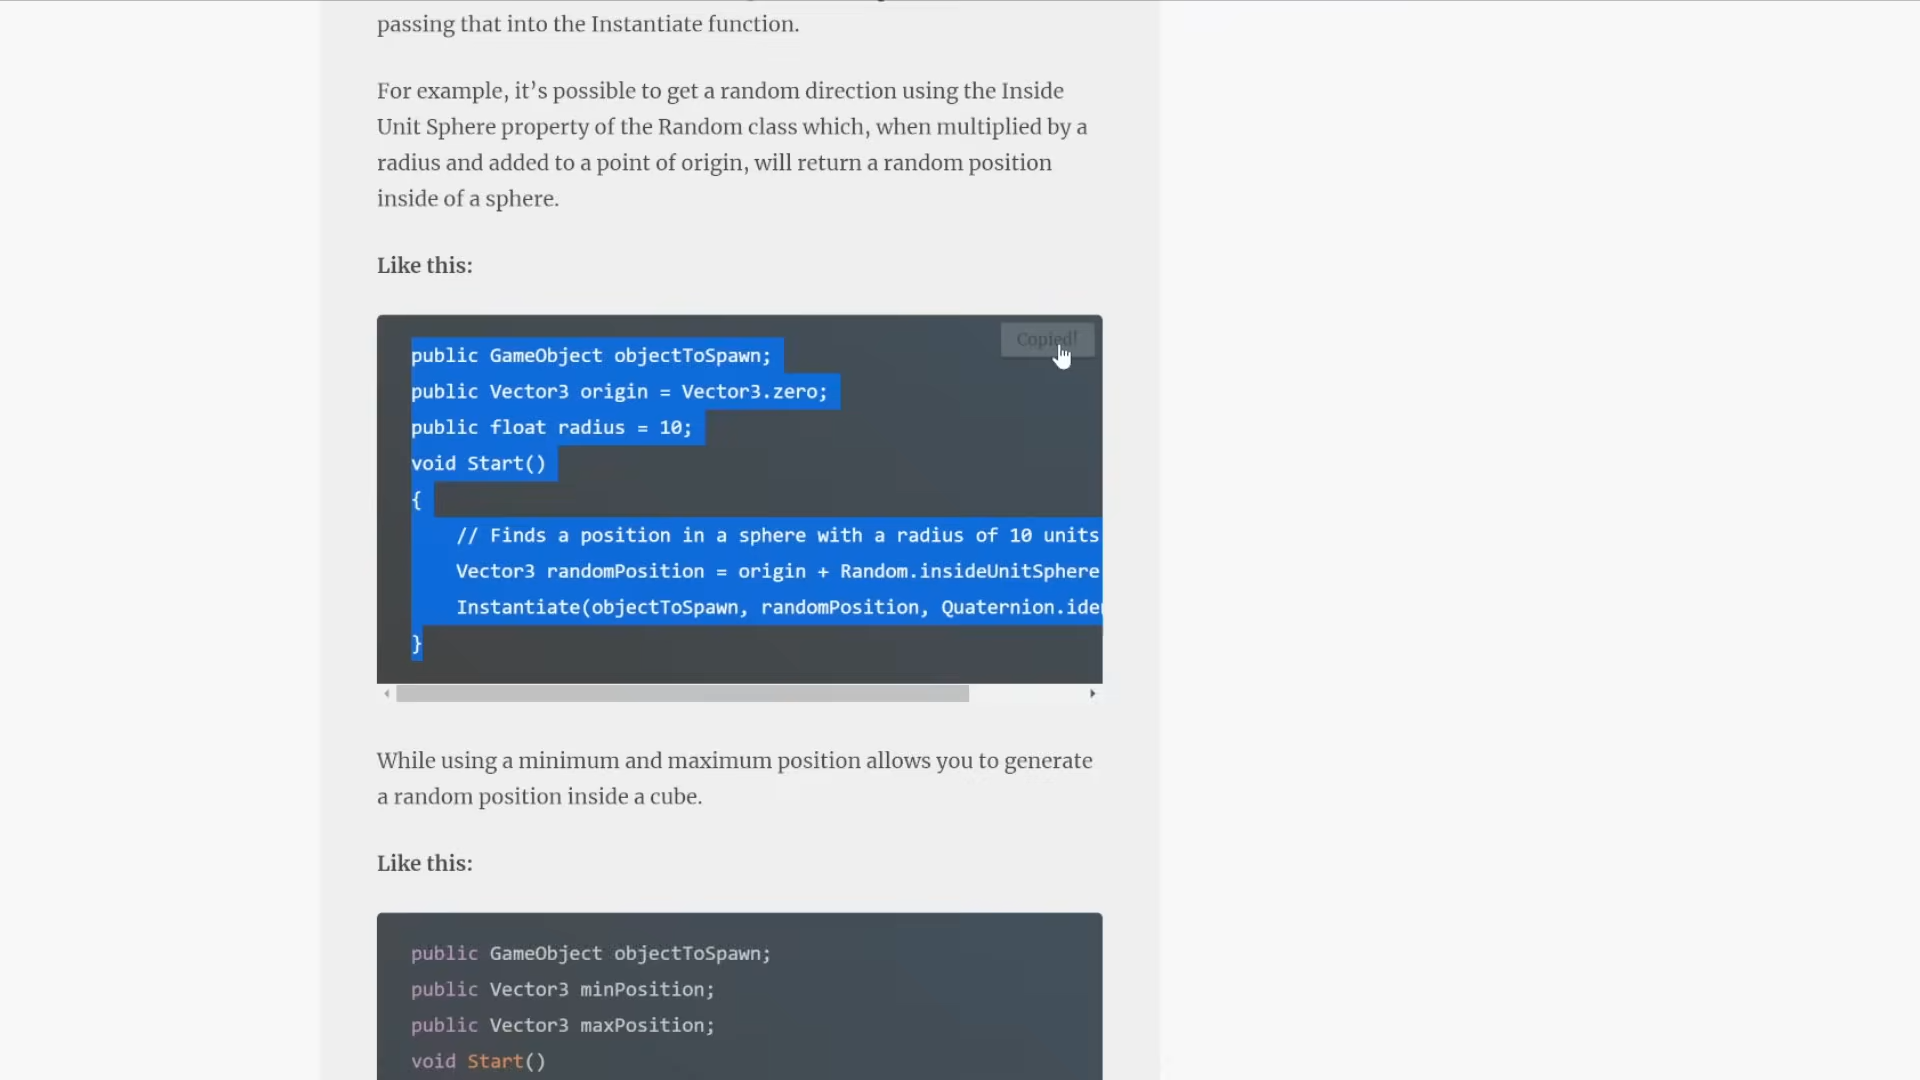 passing that into the Instantiate function.
For example, it’s possible to get a random direction using the Inside
Unit Sphere property of the Random class which, when multiplied by a
radius and added to a point of origin, will return a random position
inside of a sphere.
Like this:
Copied!
public GameObject objectToSpawn;
public Vector3 origin = Vector3.zero;
public float radius = 10;
void Start()
{
// Finds a position in a sphere with a radius of 10 units
Vector3 randomPosition = origin + Random.insideUnitSphere
Instantiate(objectToSpawn, randomPosition, Quaternion.ide
}
While using a minimum and maximum position allows you to generate
a random position inside a cube.
Like this:
public GameObject objectToSpawn;
public Vector3 minPosition;
public Vector3 maxPosition;
void Start()